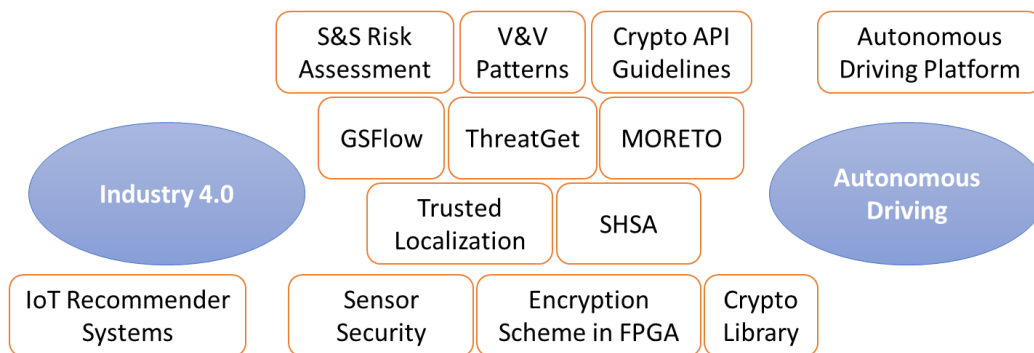 S&S Risk
Assessment
V&V
Patterns
Crypto API
Guidelines
Autonomous
Driving Platform
GSFlow
ThreatGet
MORETO
Industry 4.0
Autonomous
Driving
Trusted
Localization
SHSA
IoT Recommender
Systems
Sensor
Security
Encryption
Scheme in FPGA
Crypto
Library